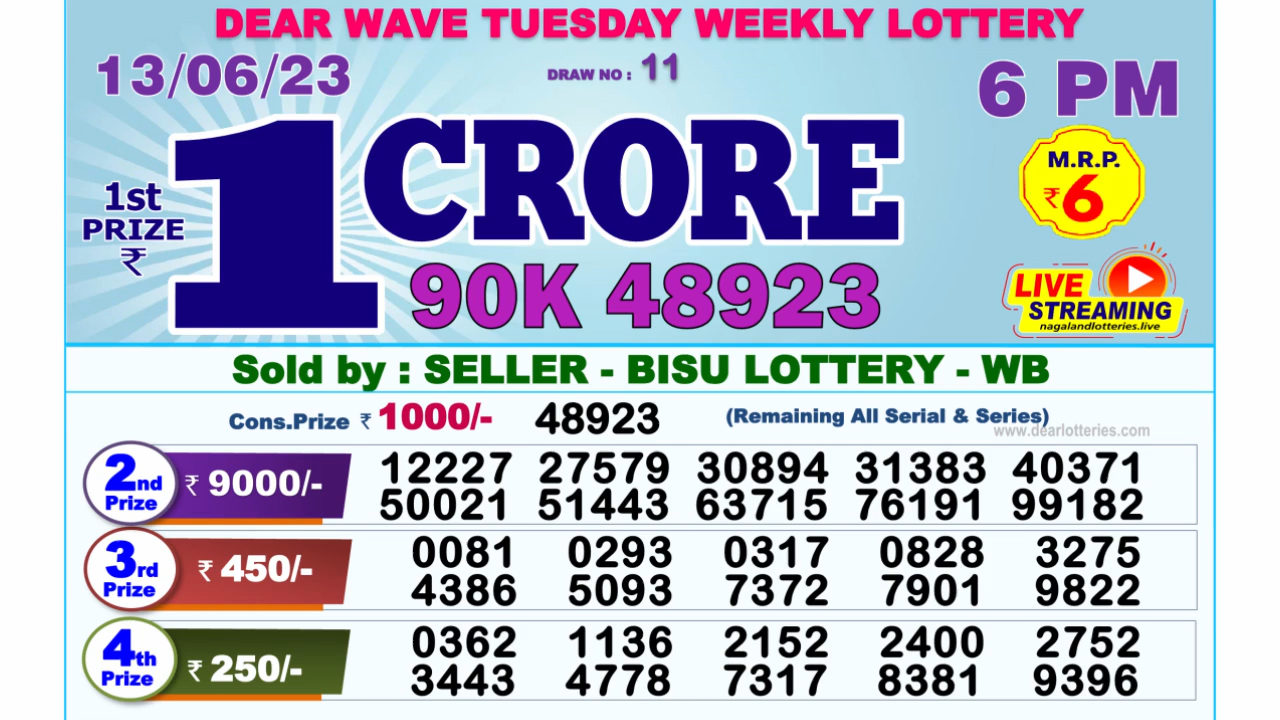 DEAR WAVE TUESDAY WEEKLY LOTTERY
13/06/23
DRAW NO : 11
6 PM
1st
PRIZE
₹
1 CRORE
M.R.P.
₹6
90K 48923
LIVE
STREAMING
nagalandlotteries.live
Sold by : SELLER - BISU LOTTERY - WB
Cons.Prize ₹ 1000/- 48923 (Remaining All Serial & Series)
www.dearlotteries.com
2nd
Prize
₹ 9000/-
12227 27579 30894 31383 40371
50021 51443 63715 76191 99182
3rd
Prize
₹ 450/-
0081 0293 0317 0828 3275
4386 5093 7372 7901 9822
4th
Prize
₹ 250/-
0362 1136 2152 2400 2752
3443 4778 7317 8381 9396